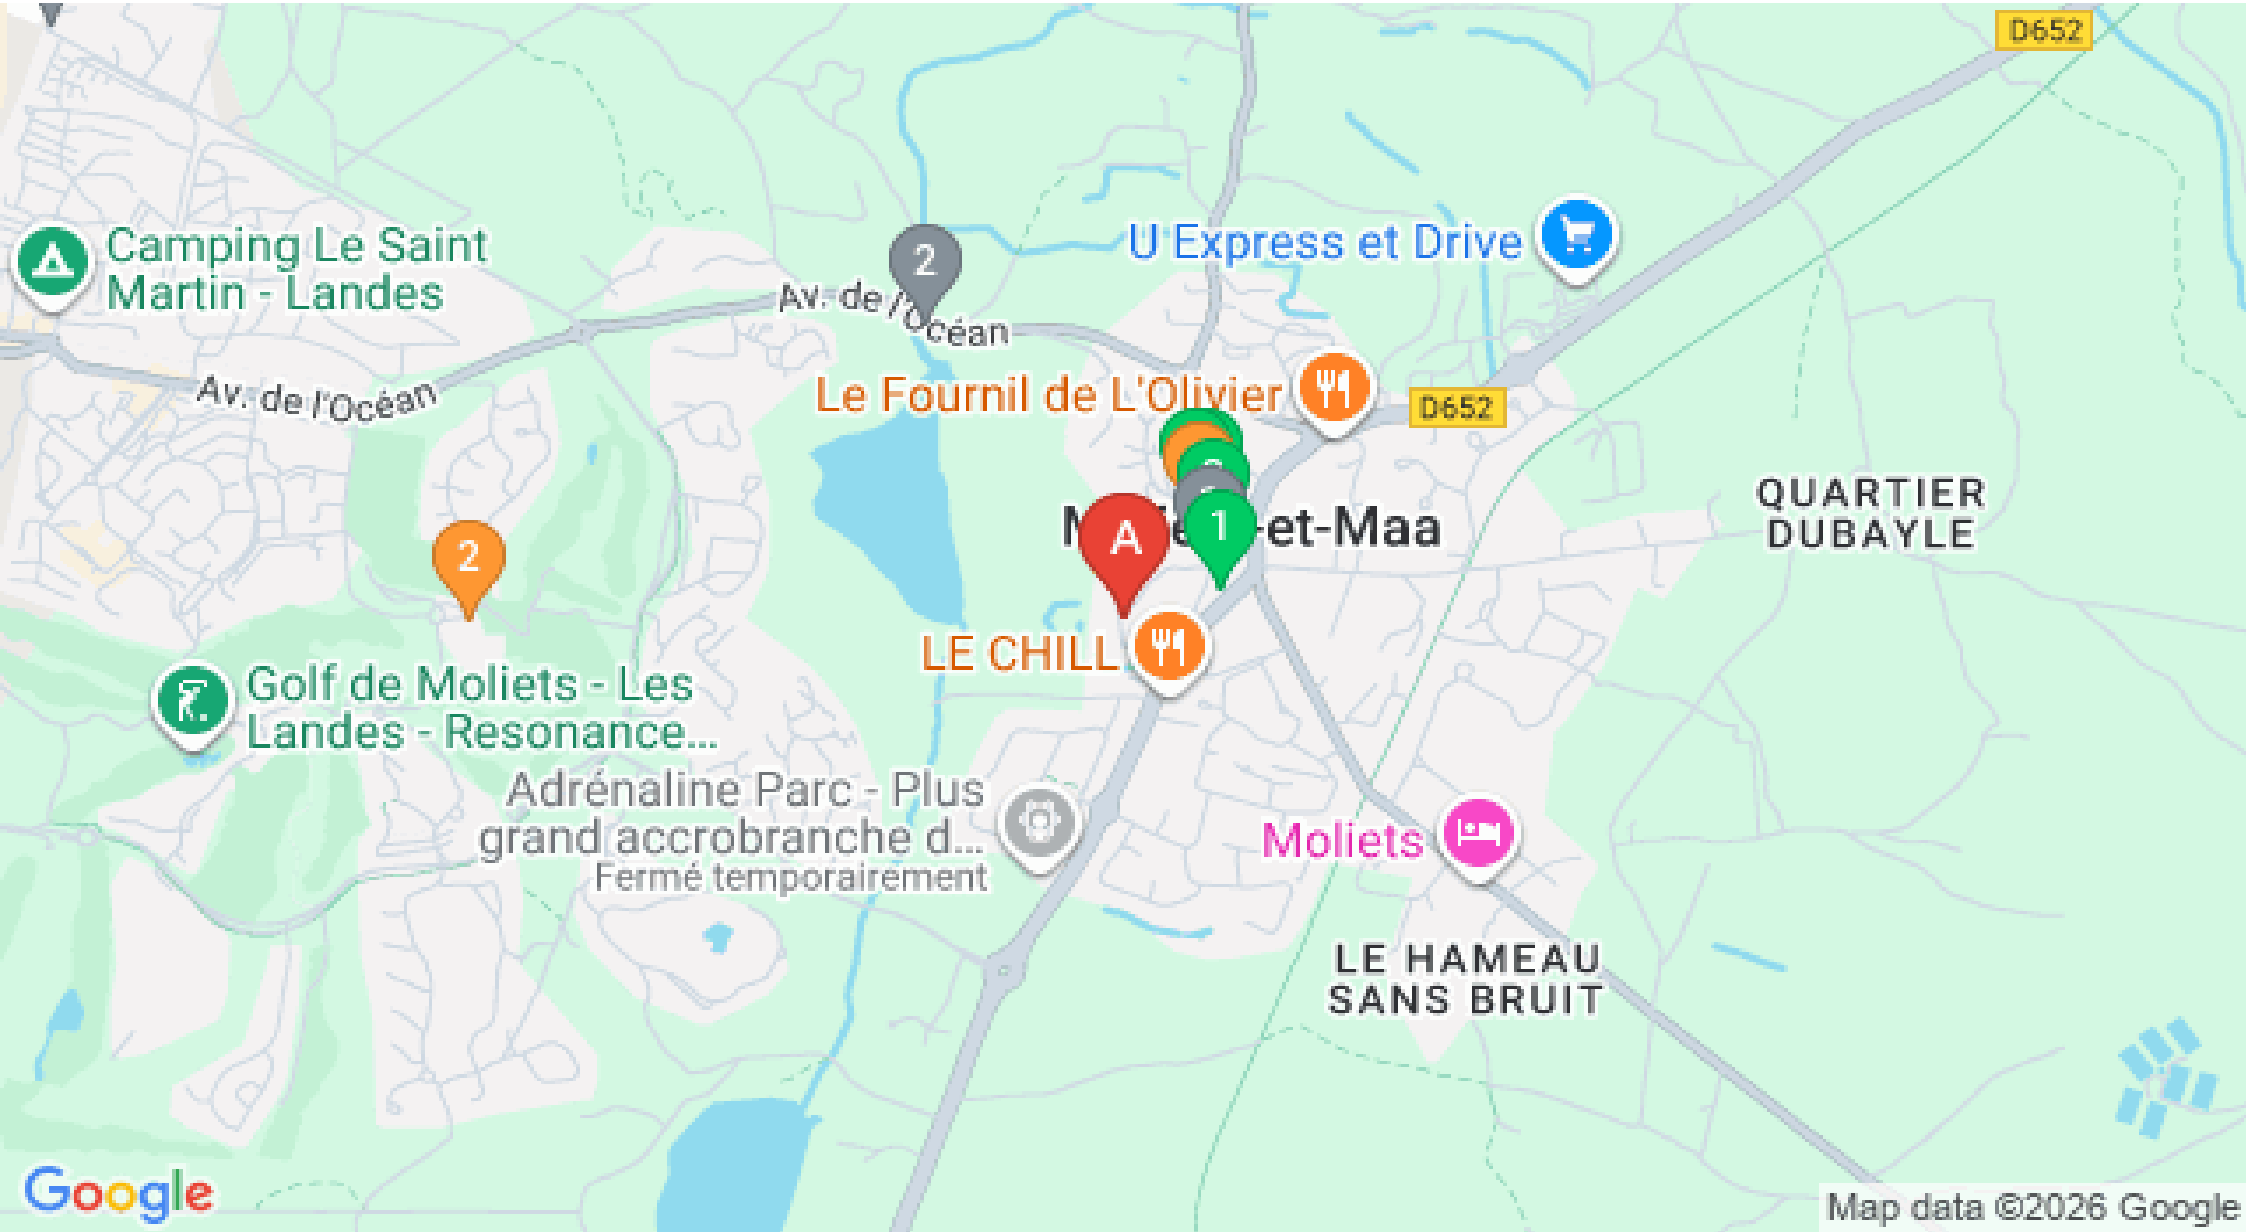 D652
Camping Le Saint
Martin - Landes
U Express et Drive
2
Av. de l'Océan
Av. de l'Océan
Le Fournil de L'Olivier
D652
QUARTIER
DUBAYLE
-et-Maa
1
A
2
LE CHILL
Golf de Moliets - Les
Landes - Resonance...
Adrénaline Parc - Plus
grand accrobranche d...
Fermé temporairement
Moliets
LE HAMEAU
SANS BRUIT
Google
Map data ©2026 Google